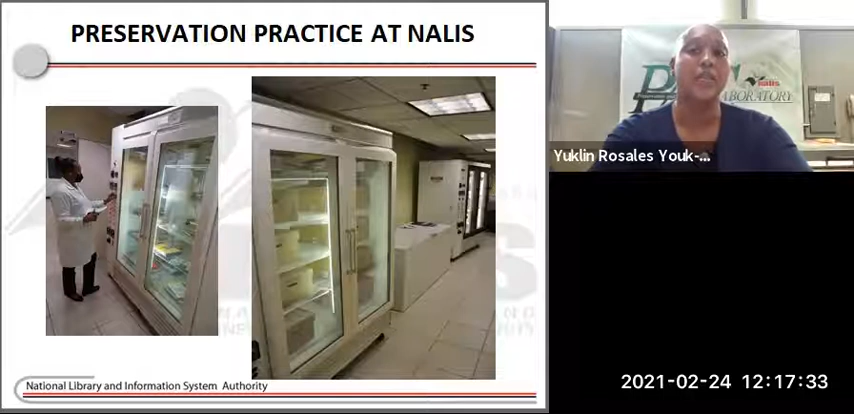 PRESERVATION PRACTICE AT NALIS
nalis
LABORATORY
Yuklin Rosales Youk-...
National Library and Information System Authority
2021-02-24 12:17:33